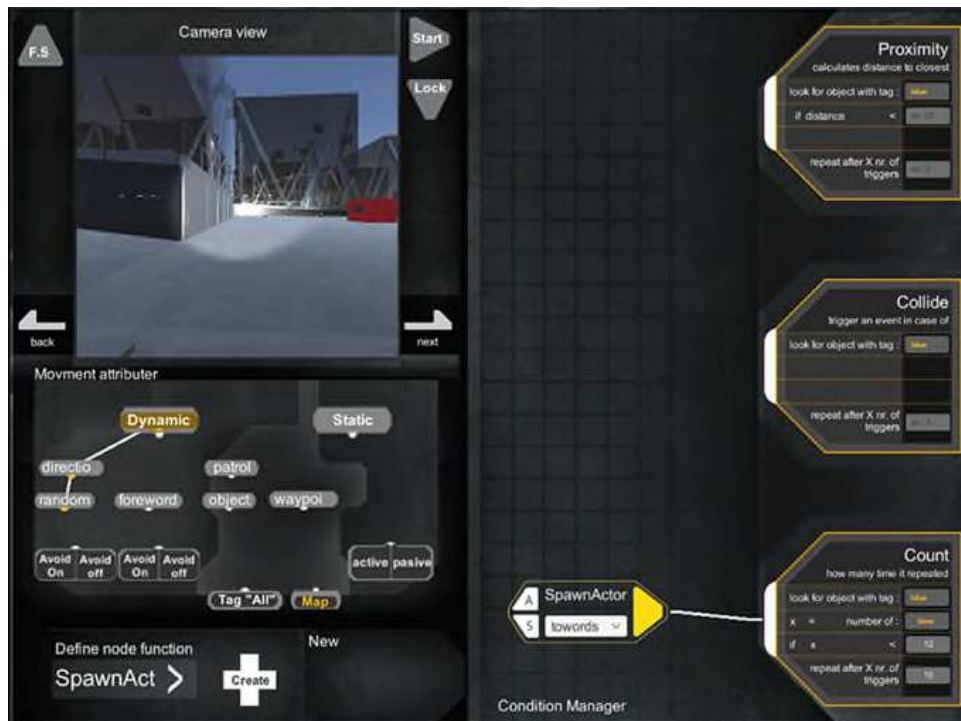 Camera view
F.S
Start
Lock
back
next
Movment attributer
Dynamic
Static
directio
patrol
random
foreword
object
waypoi
Avoid On
Avoid off
Avoid On
Avoid off
active
pasive
Tag "All"
Map
Define node function
SpawnAct >
Create
New
A
SpawnActor
S
towords
Condition Manager
Proximity
calculates distance to closest
look for object with tag :
if distance <
repeat after X nr. of
triggers
Collide
trigger an event in case of
look for object with tag :
repeat after X nr. of
triggers
Count
how many time it repeated
look for object with tag :
x = number of :
if x < 12
repeat after X nr. of
triggers
10